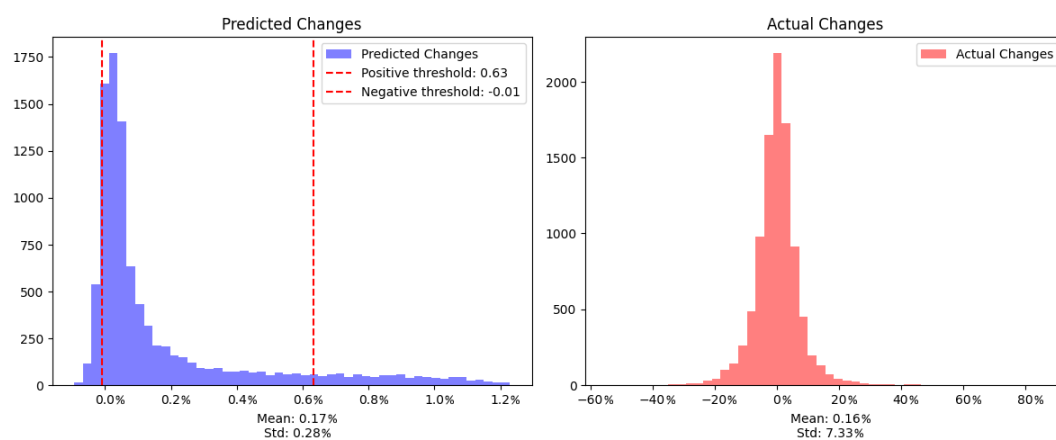 Predicted Changes
1750
1500
1250
1000
750
500
250
0
0.0%
0.2%
0.4%
0.6%
0.8%
1.0%
1.2%
Mean: 0.17%
Std: 0.28%
Predicted Changes
Positive threshold: 0.63
Negative threshold: -0.01
Actual Changes
2000
1500
1000
500
0
−60%
−40%
−20%
0%
20%
40%
60%
80%
Mean: 0.16%
Std: 7.33%
Actual Changes